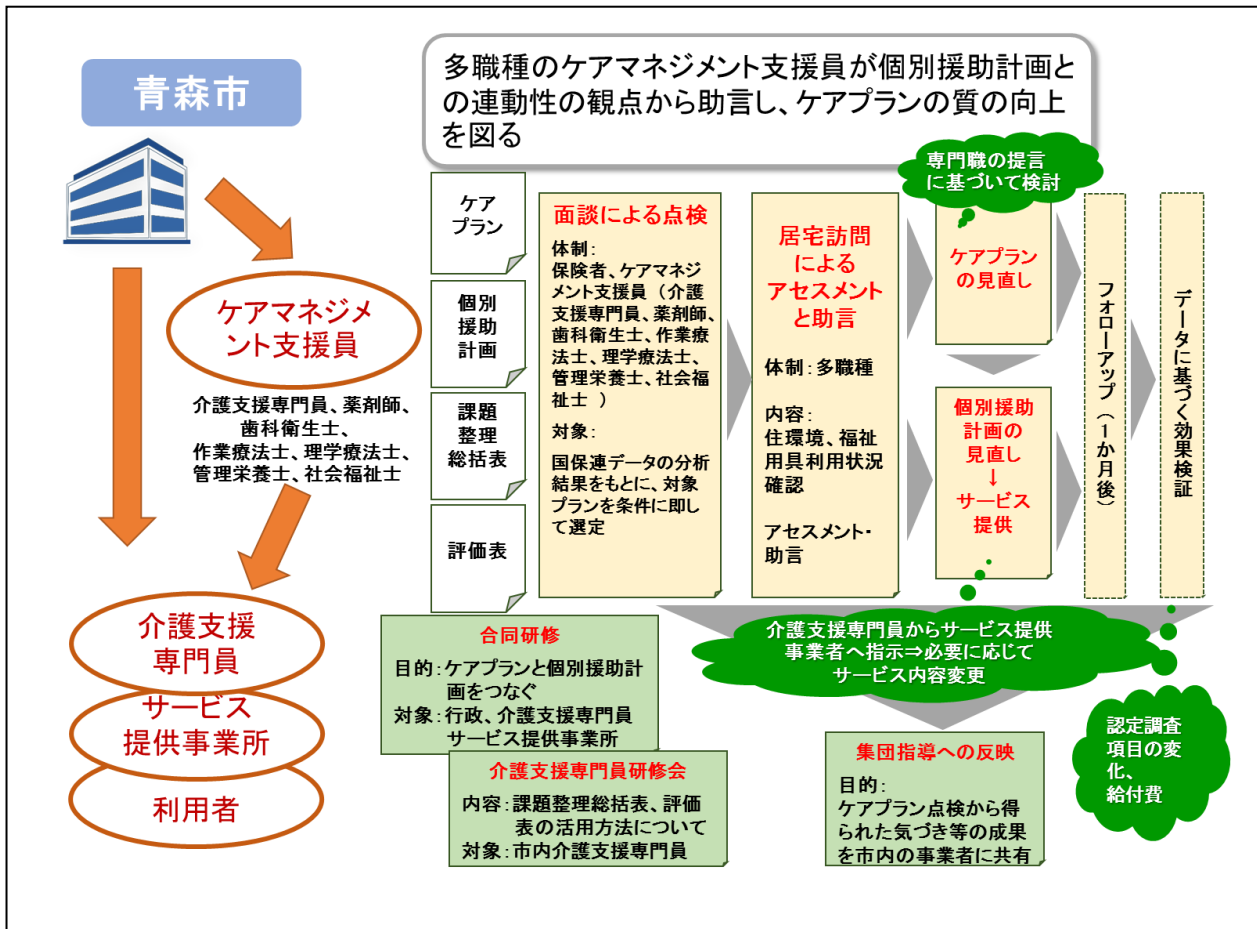 青森市
多職種のケアマネジメント支援員が個別援助計画と
の連動性の観点から助言し、ケアプランの質の向上
を図る
ケアマネジメ
ント支援員
介護支援専門員、薬剤師、
歯科衛生士、
作業療法士、理学療法士、
管理栄養士、社会福祉士
介護支援
専門員
サービス
提供事業所
利用者
ケア
プラン
個別
援助
計画
課題
整理
総括表
評価表
面談による点検
体制：
保険者、ケアマネジ
メント支援員（介護
支援専門員、薬剤師、
歯科衛生士、作業療
法士、理学療法士、
管理栄養士、社会福
祉士 ）
対象：
国保連データの分析
結果をもとに、対象
プランを条件に即し
て選定
居宅訪問
による
アセスメント
と助言
体制：多職種
内容：
住環境、福祉
用具利用状況
確認
アセスメント・
助言
専門職の提言
に基づいて検討
ケアプラン
の見直し
個別援助
計画の
見直し
↓
サービス
提供
フォローアップ（1か月後）
データに基づく効果検証
介護支援専門員からサービス提供
事業者へ指示⇒必要に応じて
サービス内容変更
認定調査
項目の変
化、
給付費
合同研修
目的：ケアプランと個別援助計
画をつなぐ
対象：行政、介護支援専門員
サービス提供事業所
介護支援専門員研修会
内容：課題整理総括表、評価
表の活用方法について
対象：市内介護支援専門員
集団指導への反映
目的：
ケアプラン点検から得
られた気づき等の成果
を市内の事業者に共有